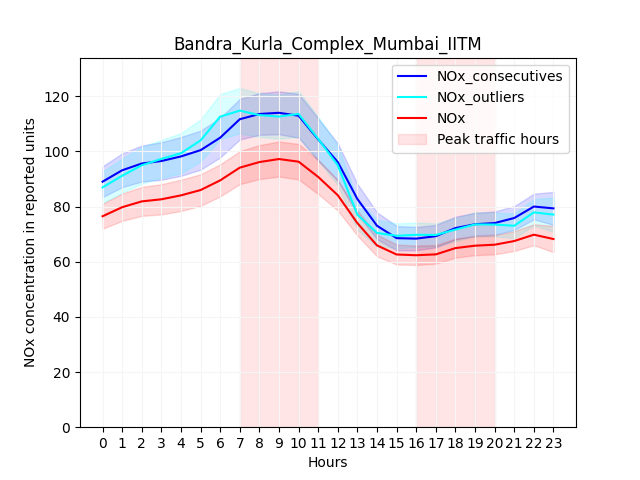 Bandra_Kurla_Complex_Mumbai_IITM
NOx concentration in reported units
120
100
80
60
40
20
0
NOx_consecutives
NOx_outliers
NOx
Peak traffic hours
0 1 2 3 4 5 6 7 8 9 10 11 12 13 14 15 16 17 18 19 20 21 22 23
Hours